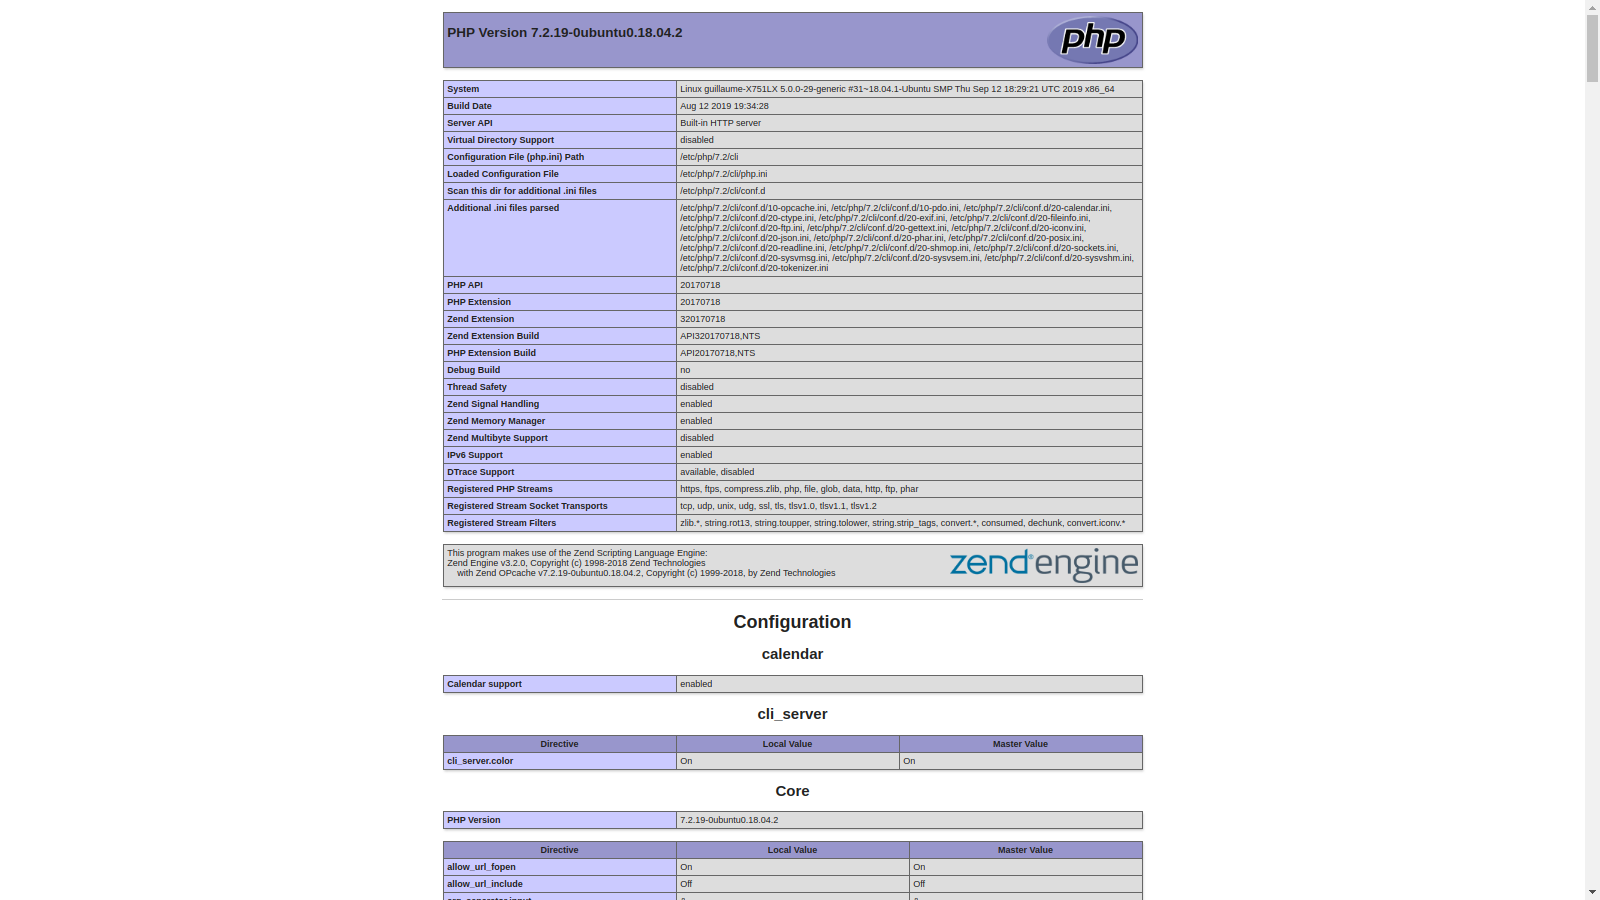 PHP Version 7.2.19-0ubuntu0.18.04.2
php
System Linux guillaume-X751LX 5.0.0-29-generic #31~18.04.1-Ubuntu SMP Thu Sep 12 18:29:21 UTC 2019 x86_64
Build Date Aug 12 2019 19:34:28
Server API Built-in HTTP server
Virtual Directory Support disabled
Configuration File (php.ini) Path /etc/php/7.2/cli
Loaded Configuration File /etc/php/7.2/cli/php.ini
Scan this dir for additional .ini files /etc/php/7.2/cli/conf.d
Additional .ini files parsed /etc/php/7.2/cli/conf.d/10-opcache.ini, /etc/php/7.2/cli/conf.d/10-pdo.ini, /etc/php/7.2/cli/conf.d/20-calendar.ini,
/etc/php/7.2/cli/conf.d/20-ctype.ini, /etc/php/7.2/cli/conf.d/20-exif.ini, /etc/php/7.2/cli/conf.d/20-fileinfo.ini,
/etc/php/7.2/cli/conf.d/20-ftp.ini, /etc/php/7.2/cli/conf.d/20-gettext.ini, /etc/php/7.2/cli/conf.d/20-iconv.ini,
/etc/php/7.2/cli/conf.d/20-json.ini, /etc/php/7.2/cli/conf.d/20-phar.ini, /etc/php/7.2/cli/conf.d/20-posix.ini,
/etc/php/7.2/cli/conf.d/20-readline.ini, /etc/php/7.2/cli/conf.d/20-shmop.ini, /etc/php/7.2/cli/conf.d/20-sockets.ini,
/etc/php/7.2/cli/conf.d/20-sysvmsg.ini, /etc/php/7.2/cli/conf.d/20-sysvsem.ini, /etc/php/7.2/cli/conf.d/20-sysvshm.ini,
/etc/php/7.2/cli/conf.d/20-tokenizer.ini
PHP API 20170718
PHP Extension 20170718
Zend Extension 320170718
Zend Extension Build API320170718,NTS
PHP Extension Build API20170718,NTS
Debug Build no
Thread Safety disabled
Zend Signal Handling enabled
Zend Memory Manager enabled
Zend Multibyte Support disabled
IPv6 Support enabled
DTrace Support available, disabled
Registered PHP Streams https, ftps, compress.zlib, php, file, glob, data, http, ftp, phar
Registered Stream Socket Transports tcp, udp, unix, udg, ssl, tls, tlsv1.0, tlsv1.1, tlsv1.2
Registered Stream Filters zlib.*, string.rot13, string.toupper, string.tolower, string.strip_tags, convert.*, consumed, dechunk, convert.iconv.*
This program makes use of the Zend Scripting Language Engine:
Zend Engine v3.2.0, Copyright (c) 1998-2018 Zend Technologies
with Zend OPcache v7.2.19-0ubuntu0.18.04.2, Copyright (c) 1999-2018, by Zend Technologies
zend®engine
Configuration
calendar
Calendar support enabled
cli_server
Directive Local Value Master Value
cli_server.color On On
Core
PHP Version 7.2.19-0ubuntu0.18.04.2
Directive Local Value Master Value
allow_url_fopen On On
allow_url_include Off Off